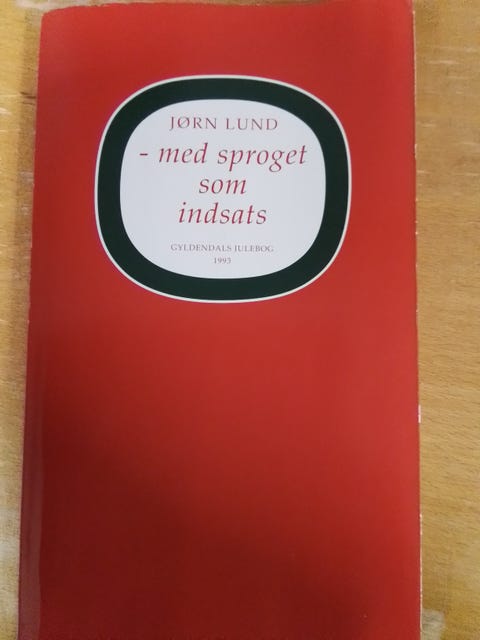 JØRN LUND
- med sproget
som
indsats
GYLDENDALS JULEBOG
1993